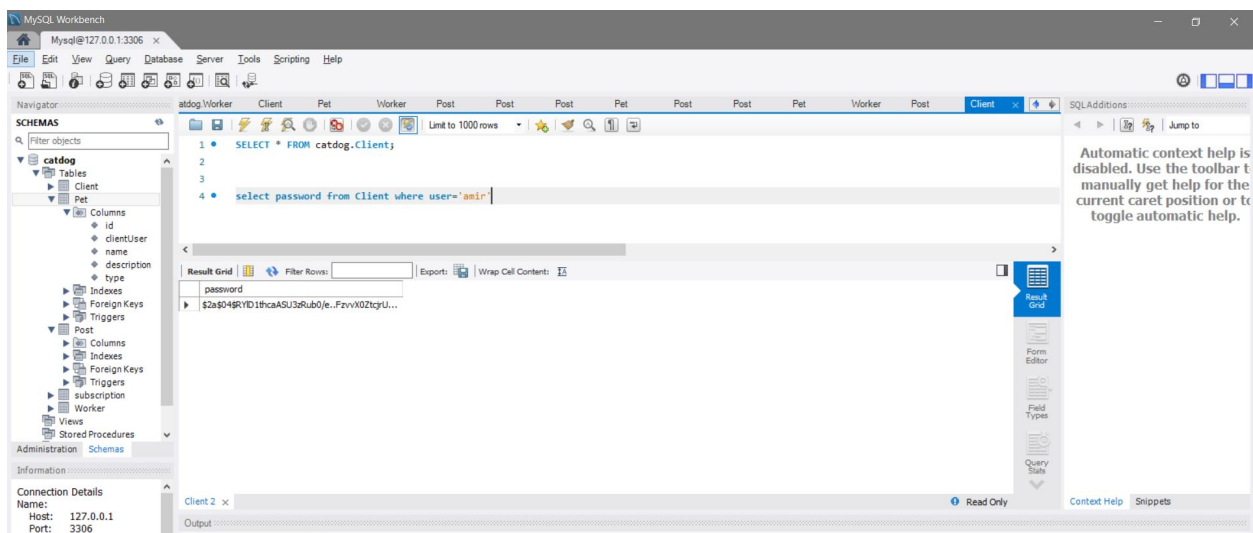 MySQL Workbench
Mysql@127.0.0.1:3306 ×
File Edit View Query Database Server Tools Scripting Help
Navigator
SCHEMAS
Filter objects
catdog
Tables
Client
Pet
Columns
id
clientUser
name
description
type
Indexes
Foreign Keys
Triggers
Post
Columns
Indexes
Foreign Keys
Triggers
subscription
Worker
Views
Stored Procedures
Administration Schemas
Information
Connection Details
Name:
Host: 127.0.0.1
Port: 3306
atdog.Worker Client Pet Worker Post Post Post Pet Post Post Pet Worker Post Client ×
Limit to 1000 rows
1 SELECT * FROM catdog.Client;
2
3
4 select password from Client where user='amir'
Result Grid Filter Rows: Export: Wrap Cell Content:
password
$2a$04$RYlD1thcaASU3zRub0/e..FzvvX0ZtcjrU...
Result
Grid
Form
Editor
Field
Types
Query
Stats
Client 2 ×
Read Only
Output
SQLAdditions
Jump to
Automatic context help is
disabled. Use the toolbar t
manually get help for the
current caret position or to
toggle automatic help.
Context Help Snippets